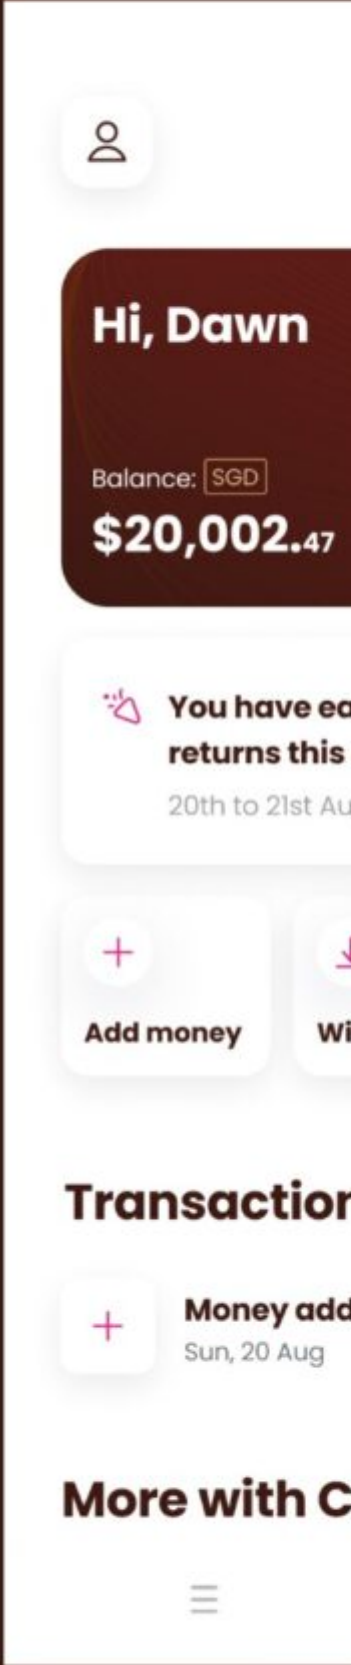 Hi, Dawn
Balance: SGD
$20,002.47
You have ea
returns this
20th to 21st Au
Add money
Wi
Transaction
Money add
Sun, 20 Aug
More with C